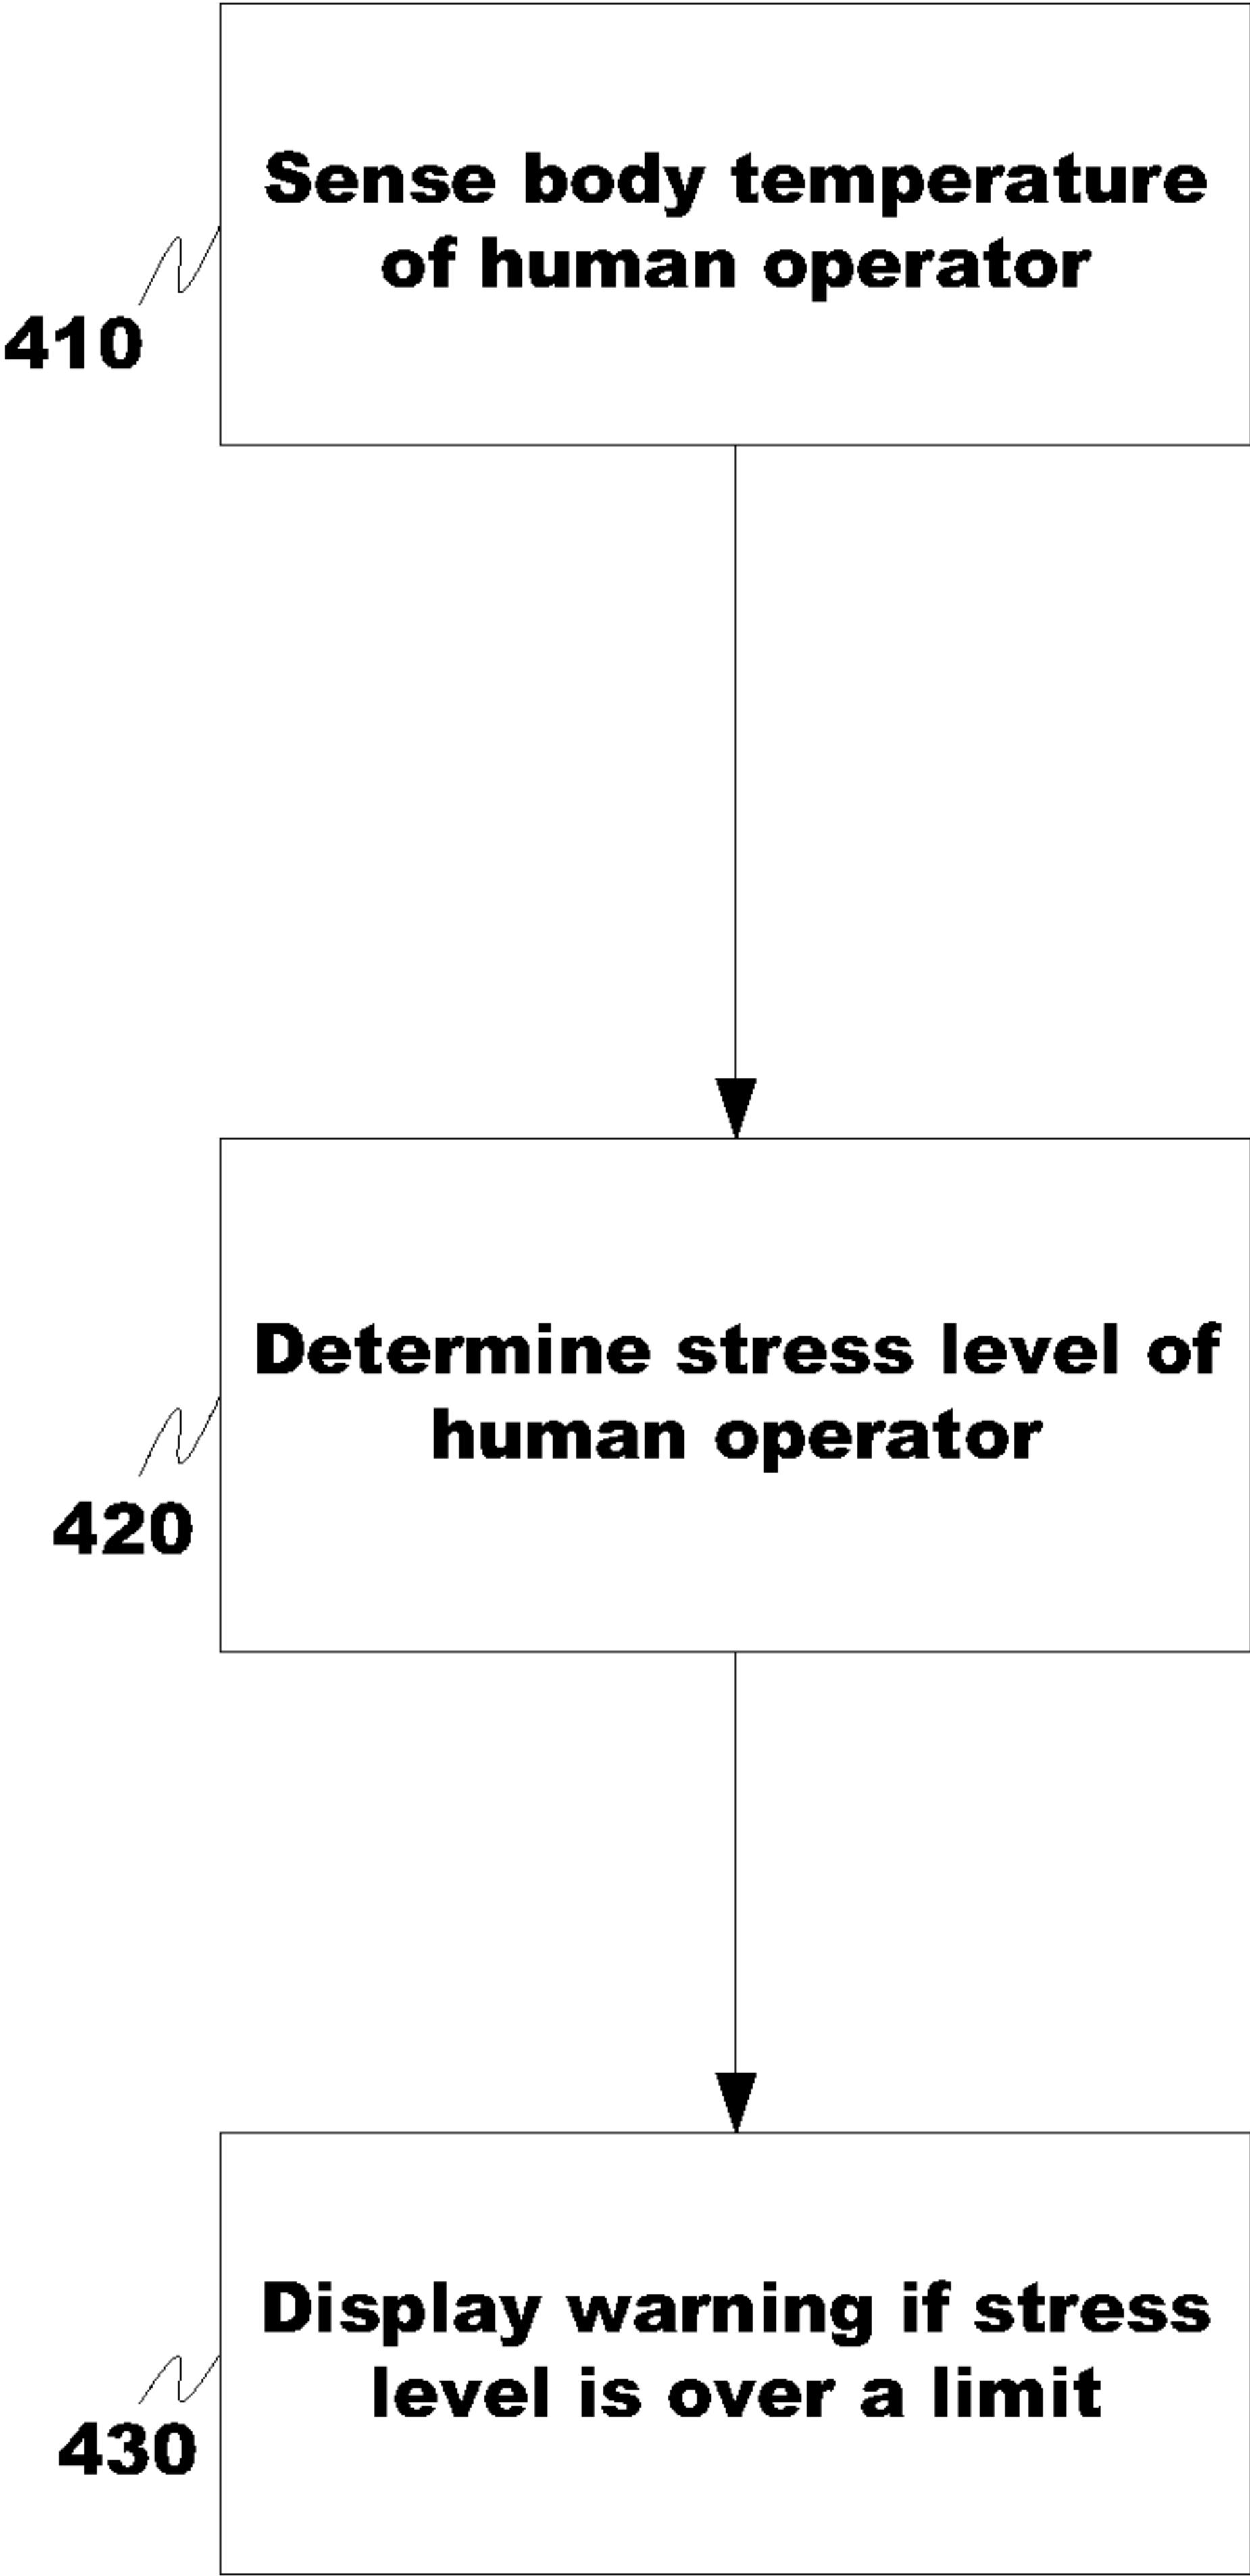 Sense body temperature
of human operator
410
Determine stress level of
human operator
420
Display warning if stress
level is over a limit
430